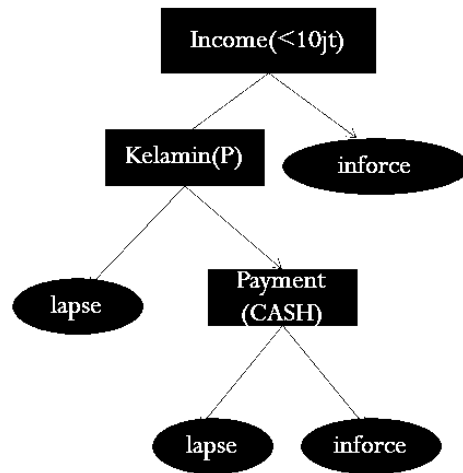 Income(<10jt)
Kelamin(P)
inforce
lapse
Payment
(CASH)
lapse
inforce